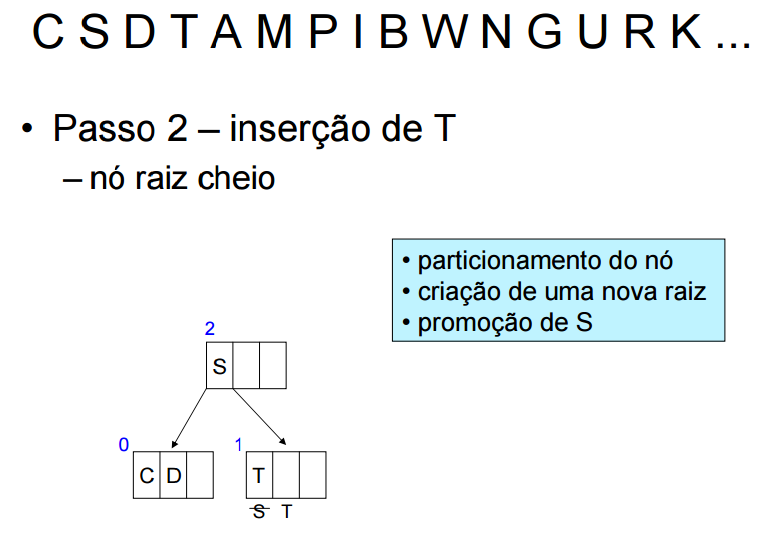 C S D T A M P I B W N G U R K ...
• Passo 2 – inserção de T
– nó raiz cheio
• particionamento do nó
• criação de uma nova raiz
• promoção de S
2
S
0
1
C D
T
S T